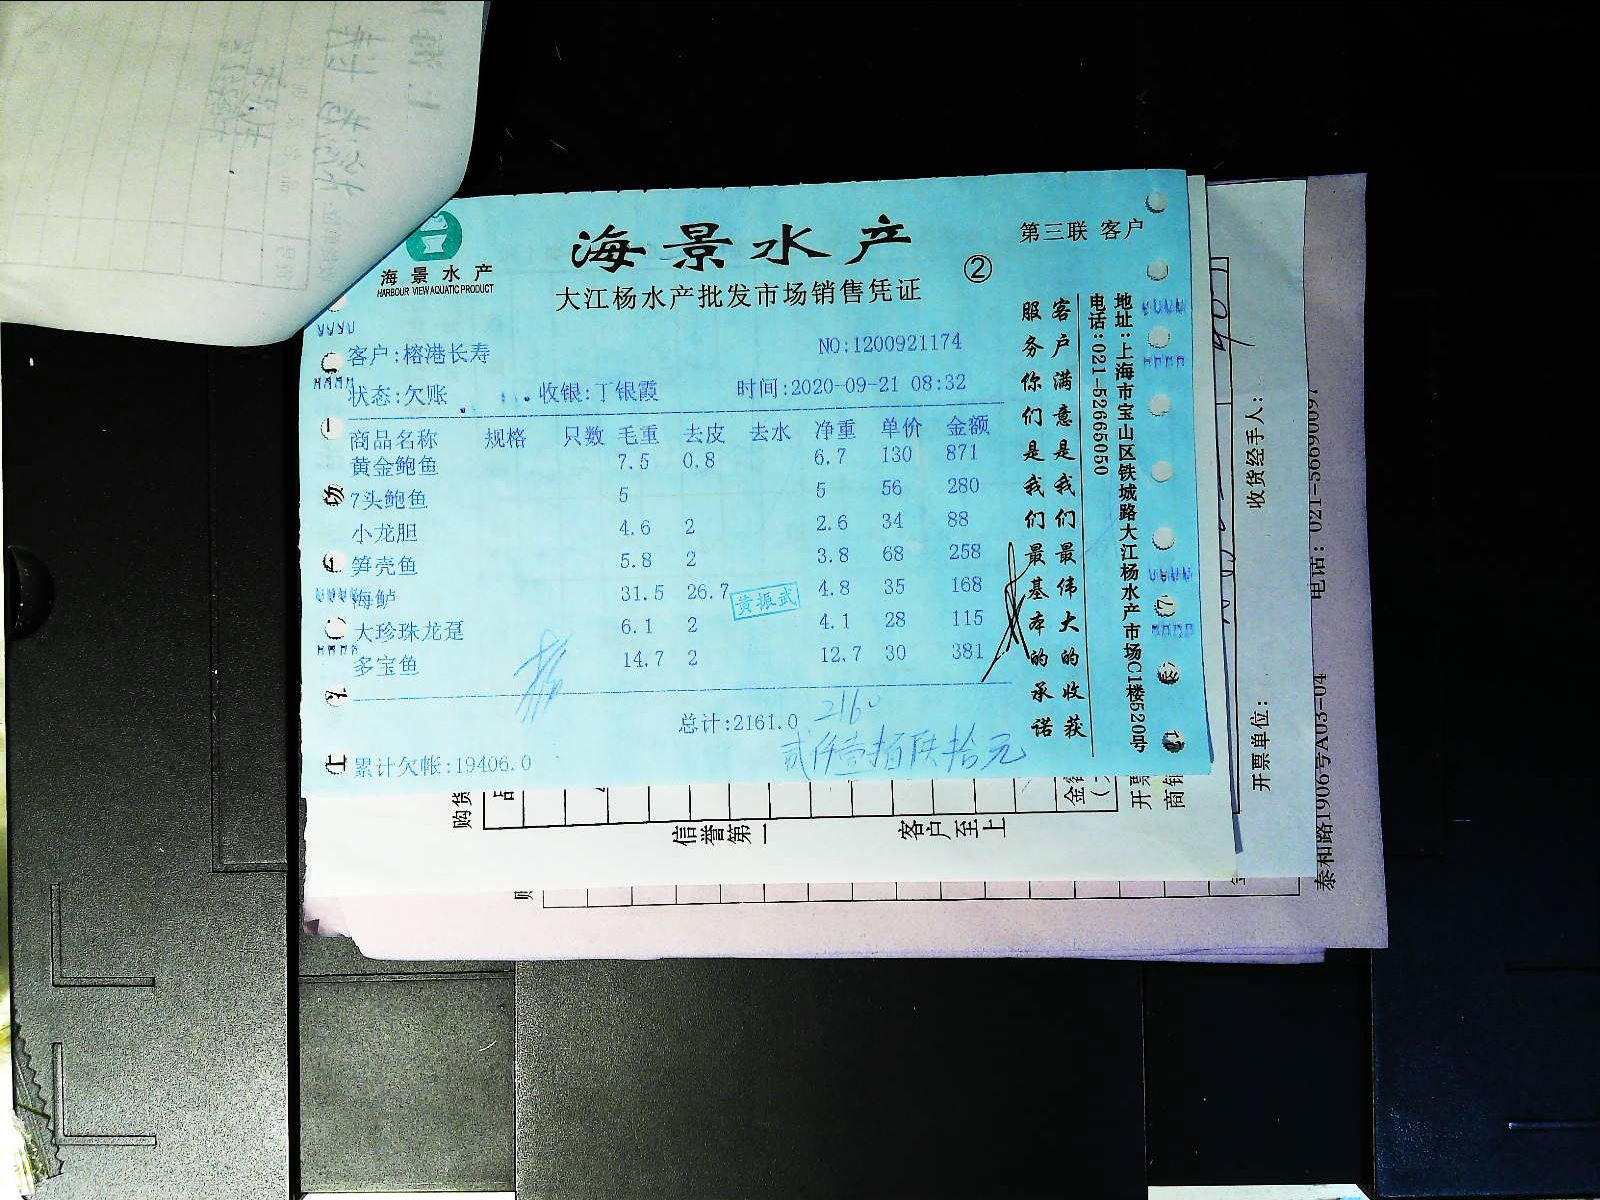 海景水产
HARBOUR VIEW AQUATIC PRODUCT
海景水产
大江杨水产批发市场销售凭证
②
第三联 客户
客户:榕港长寿
NO:1200921174
状态:欠账 收银:丁银霞 时间:2020-09-21 08:32
商品名称 规格 只数 毛重 去皮 去水 净重 单价 金额
黄金鲍鱼 7.5 0.8 6.7 130 871
7头鲍鱼 5 5 56 280
小龙胆 4.6 2 2.6 34 88
笋壳鱼 5.8 2 3.8 68 258
海鲈 31.5 26.7 4.8 35 168
大珍珠龙趸 6.1 2 4.1 28 115
多宝鱼 14.7 2 12.7 30 381
黄振武
总计:2161.0
2160
贰仟壹拾陆拾元
累计欠帐:19406.0
客户满意是我们最伟大的收获
服务你们是我们最基本的承诺
地址:上海市宝山区铁城路大江杨水产市场C1楼520号
电话:021-52665050
购货
信誉第一
客户至上
收货经手人:
开票单位:
电话: 021-56690097
泰和路1906号A03-04